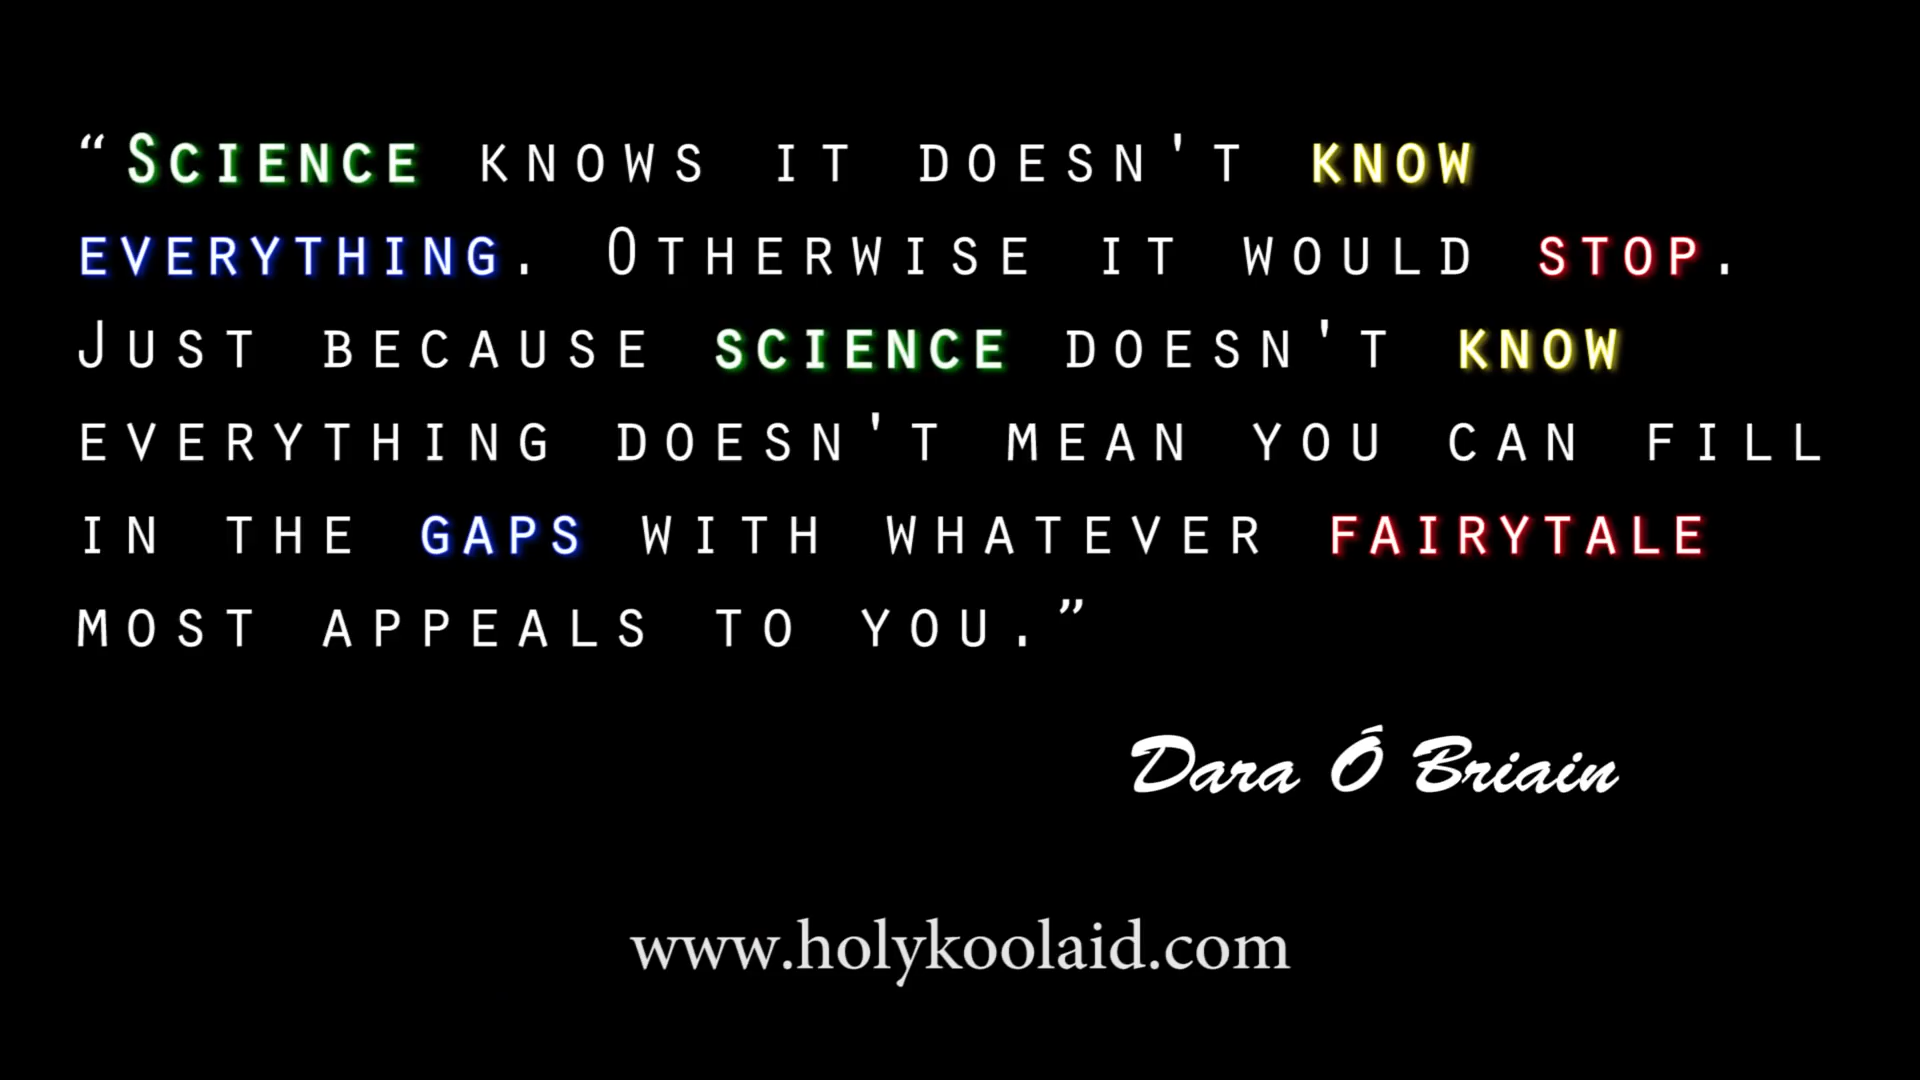 “Science knows it doesn't know
everything. Otherwise it would stop.
Just because science doesn't know
everything doesn't mean you can fill
in the gaps with whatever fairytale
most appeals to you.”
Dara Ó Briain
www.holykoolaid.com